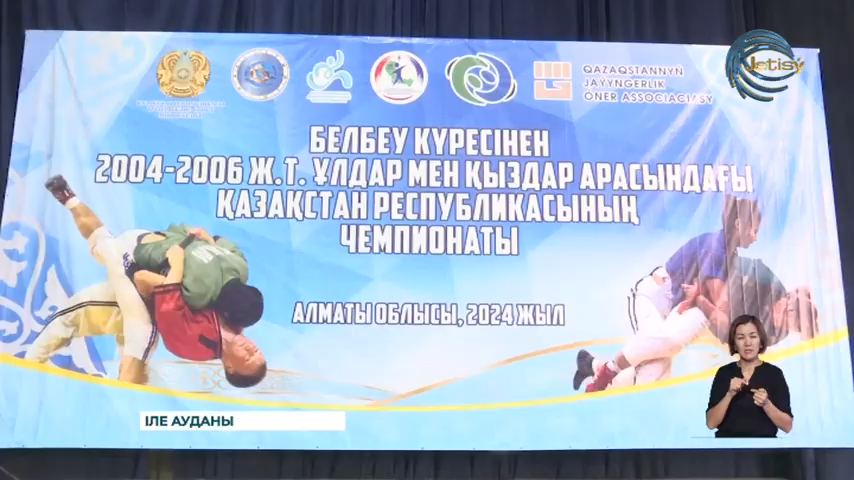 Jetisý
QAZAQSTANNYŃ
JAYYNGERLIK
ÓNER ASSOCIACIASY
БЕЛБЕУ КҮРЕСІНЕН
2004-2006 Ж.Т. ҰЛДАР МЕН ҚЫЗДАР АРАСЫНДАҒЫ
ҚАЗАҚСТАН РЕСПУБЛИКАСЫНЫҢ
ЧЕМПИОНАТЫ
АЛМАТЫ ОБЛЫСЫ, 2024 ЖЫЛ
ІЛЕ АУДАНЫ